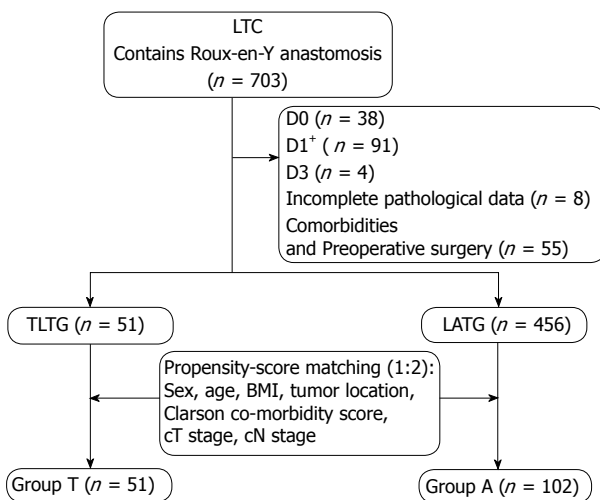 LTC
Contains Roux-en-Y anastomosis
(n = 703)
D0 (n = 38)
D1⁺ ( n = 91)
D3 (n = 4)
Incomplete pathological data (n = 8)
Comorbidities
and Preoperative surgery (n = 55)
TLTG (n = 51)
LATG (n = 456)
Propensity-score matching (1:2):
Sex, age, BMI, tumor location,
Clarson co-morbidity score,
cT stage, cN stage
Group T (n = 51)
Group A (n = 102)